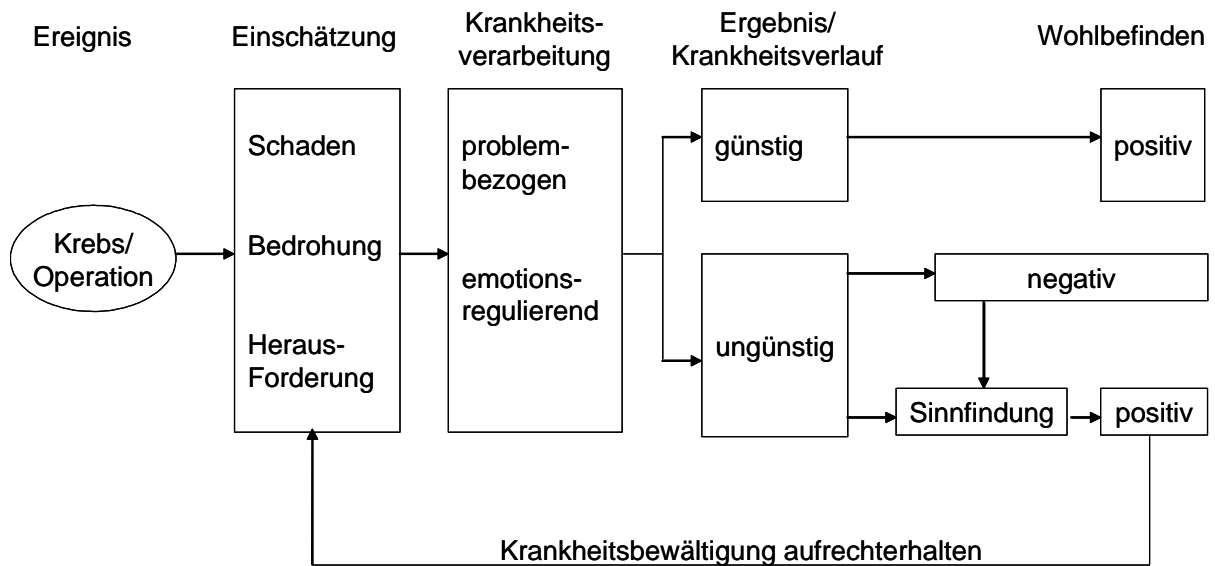 Ereignis
Einschätzung
Krankheits-
verarbeitung
Ergebnis/
Krankheitsverlauf
Wohlbefinden
Krebs/
Operation
Schaden
Bedrohung
Heraus-
Forderung
problem-
bezogen
emotions-
regulierend
günstig
positiv
ungünstig
negativ
Sinnfindung
positiv
Krankheitsbewältigung aufrechterhalten